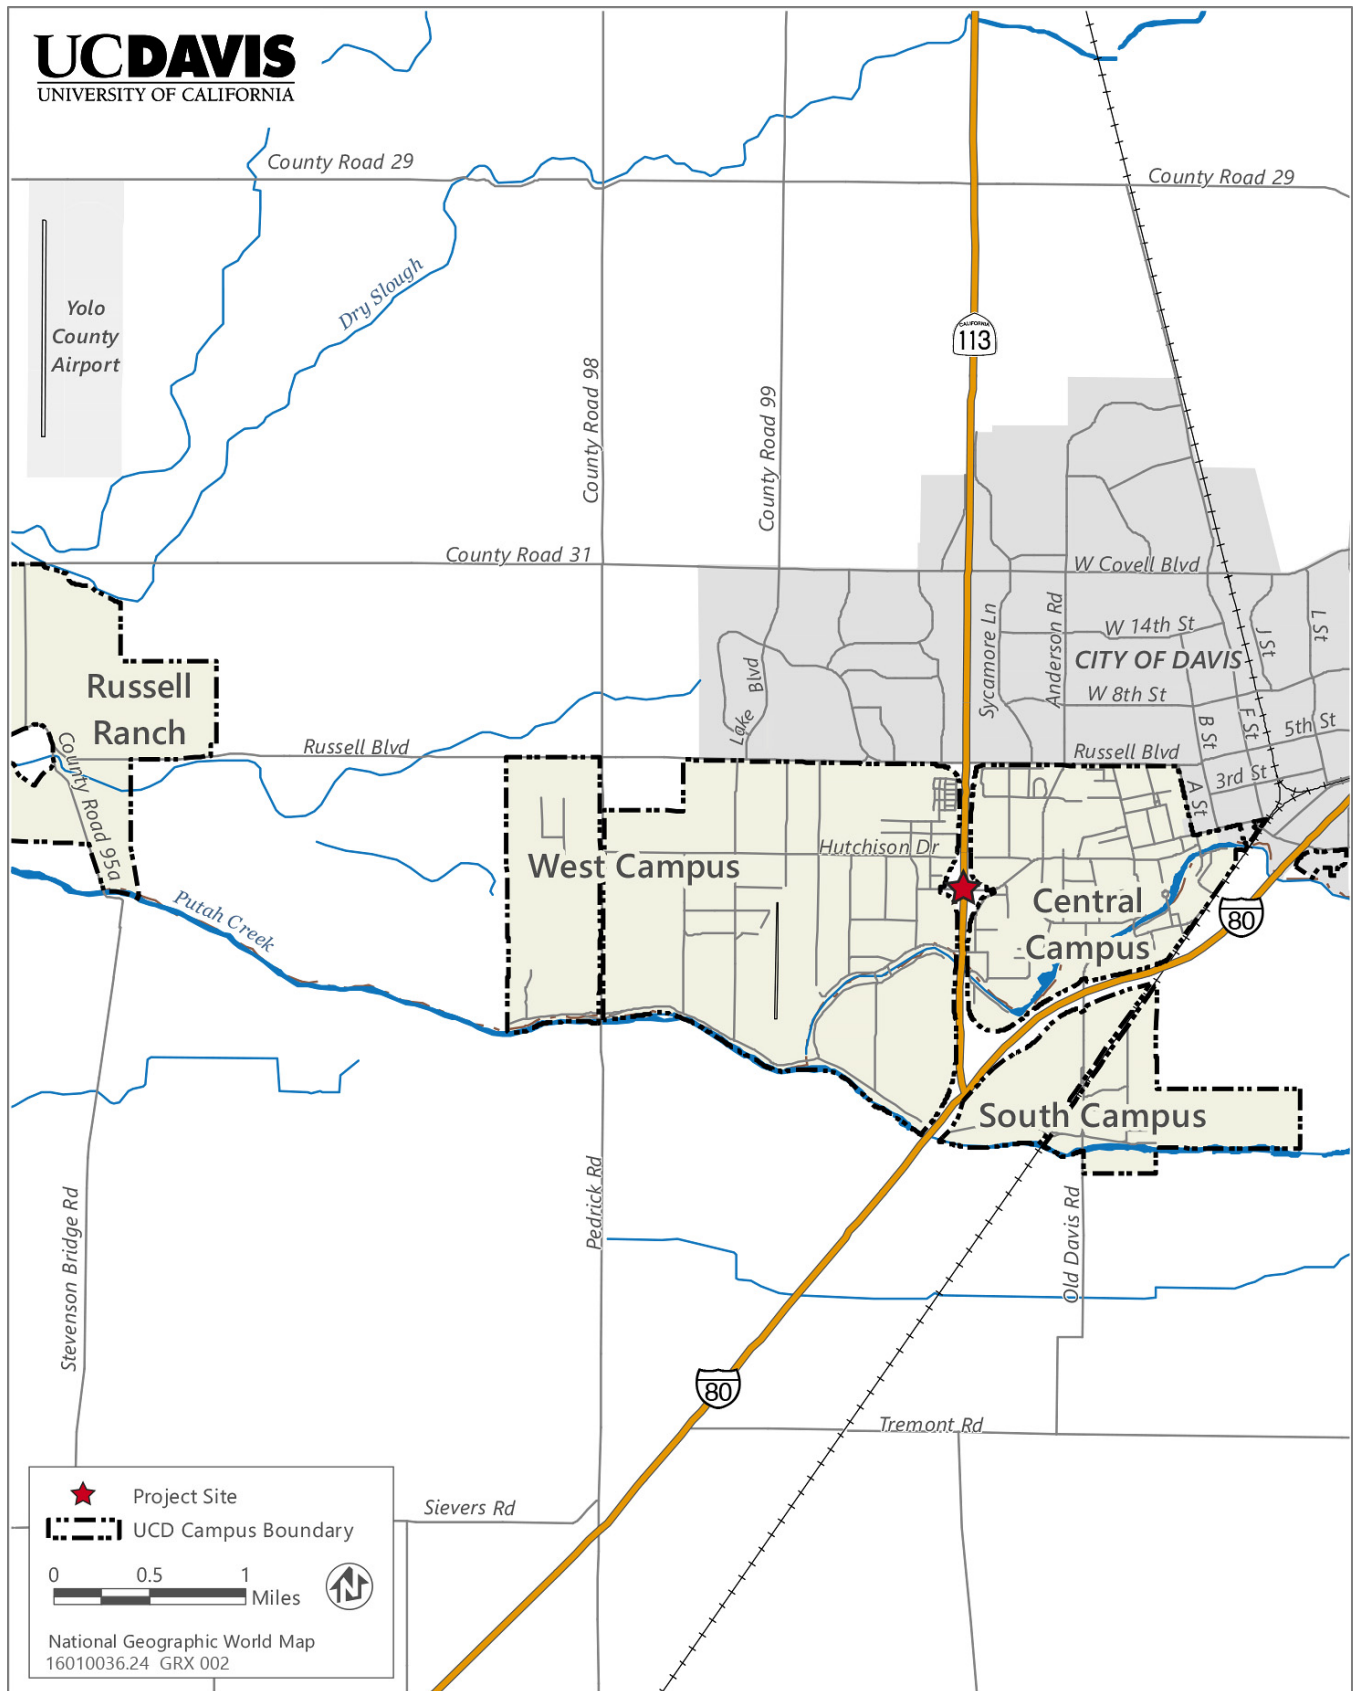 UCDAVIS
UNIVERSITY OF CALIFORNIA
County Road 29
County Road 29
Yolo
County
Airport
Dry Slough
CALIFORNIA
113
County Road 98
County Road 99
County Road 31
W Covell Blvd
Sycamore Ln
Anderson Rd
W 14th St
J St
L St
CITY OF DAVIS
Russell
Ranch
Lake Blvd
W 8th St
B St
F St
5th St
Russell Blvd
Russell Blvd
3rd St
A St
County Road 95a
Hutchison Dr
West Campus
Central
Campus
80
Putah Creek
South Campus
Stevenson Bridge Rd
Pedrick Rd
Old Davis Rd
80
Tremont Rd
Sievers Rd
Project Site
UCD Campus Boundary
0 0.5 1
Miles
N
National Geographic World Map
16010036.24 GRX 002